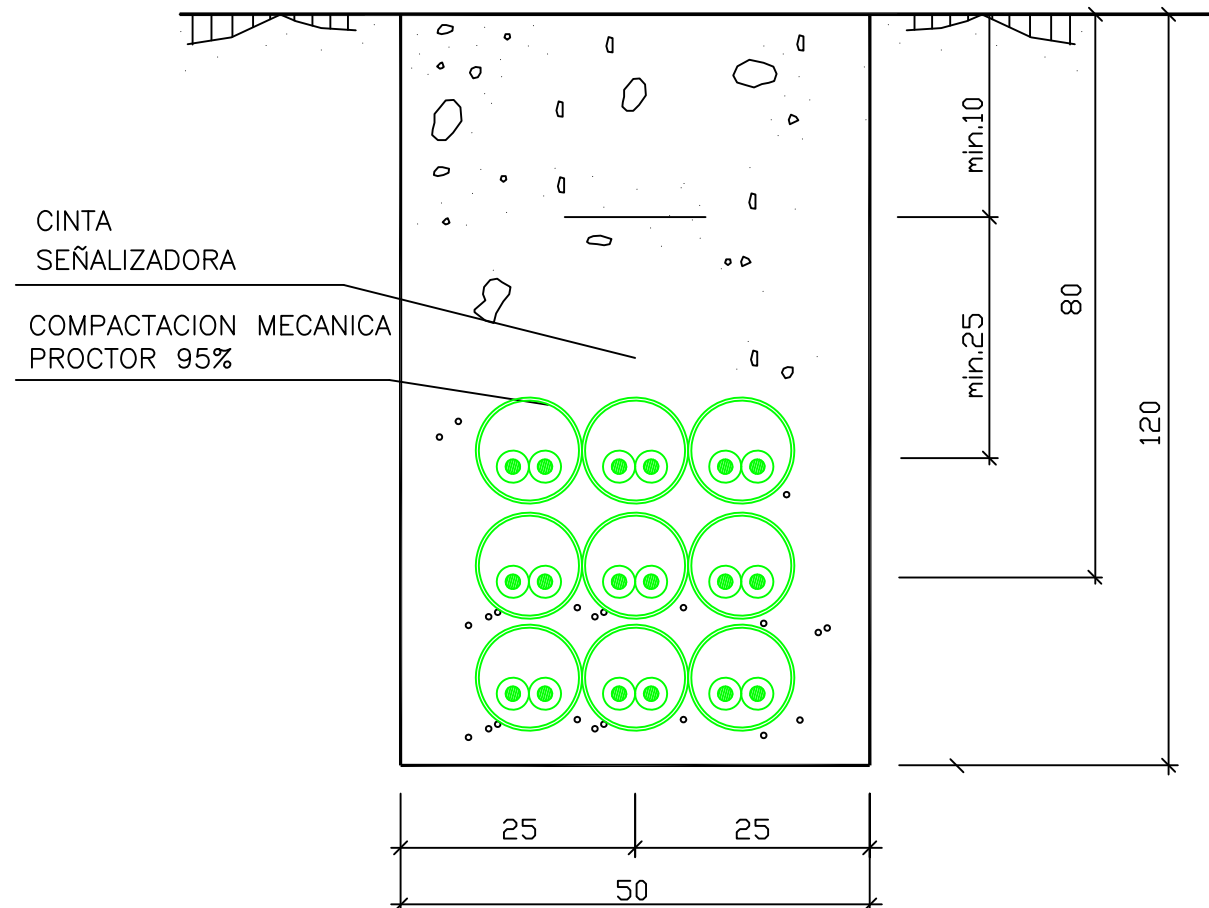 CINTA
SEÑALIZADORA
COMPACTACION MECANICA
PROCTOR 95%
min.10
min.25
80
120
25 25
50